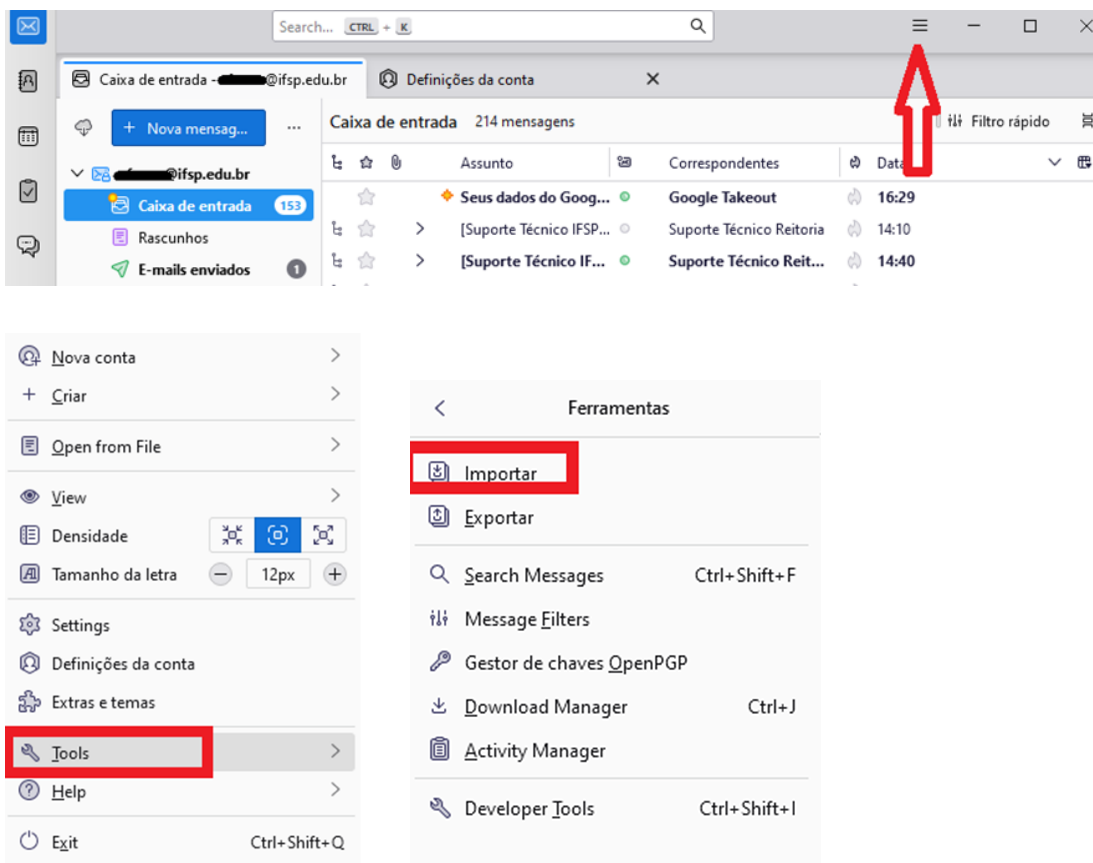 Search... CTRL + K
Caixa de entrada - @ifsp.edu.br Definições da conta
+ Nova mensag... ... Caixa de entrada 214 mensagens Filtro rápido
Assunto Correspondentes Data
@ifsp.edu.br
Seus dados do Goog... Google Takeout 16:29
Caixa de entrada 153
[Suporte Técnico IFSP... Suporte Técnico Reitoria 14:10
Rascunhos
[Suporte Técnico IF... Suporte Técnico Reit... 14:40
E-mails enviados 1
Nova conta
Criar
Open from File
View
Densidade
Tamanho da letra 12px
Settings
Definições da conta
Extras e temas
Tools
Help
Exit Ctrl+Shift+Q
Ferramentas
Importar
Exportar
Search Messages Ctrl+Shift+F
Message Filters
Gestor de chaves OpenPGP
Download Manager Ctrl+J
Activity Manager
Developer Tools Ctrl+Shift+I